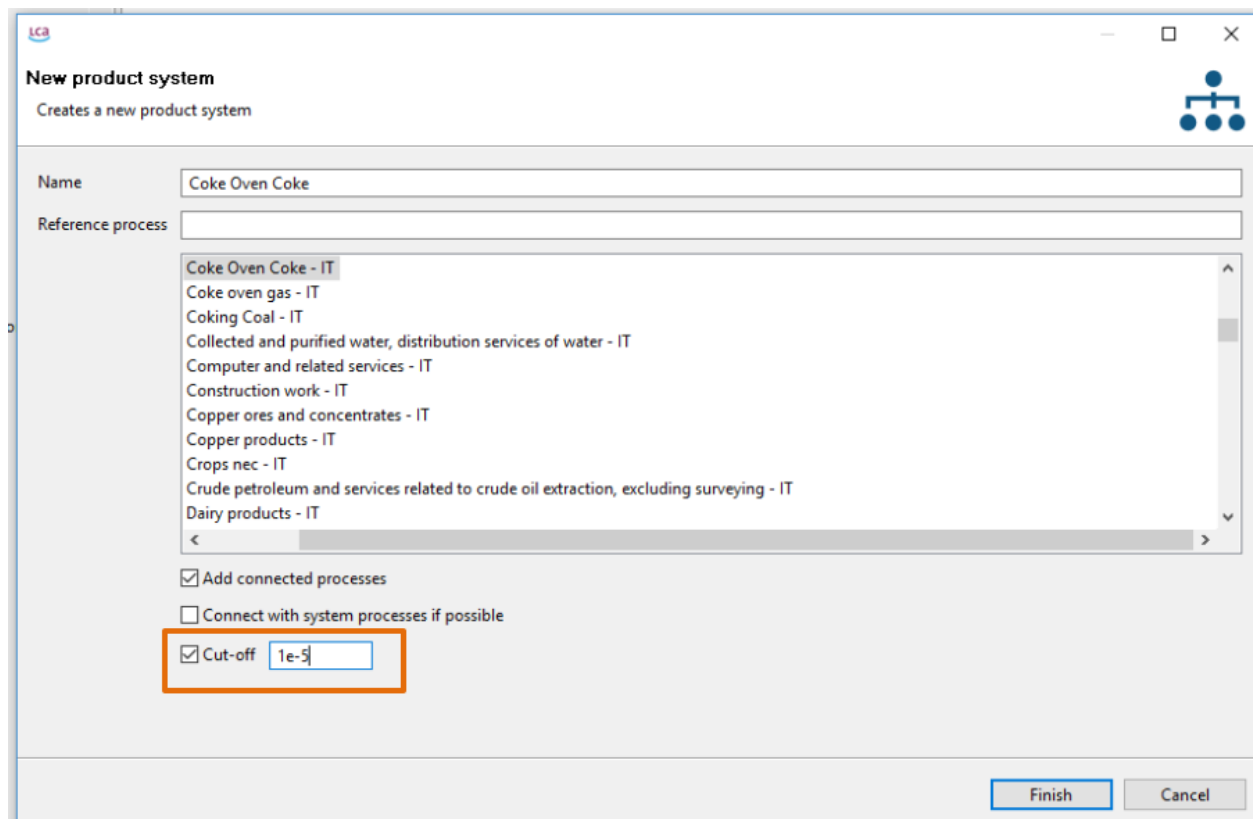 LCA
New product system
Creates a new product system
Name
Coke Oven Coke
Reference process
Coke Oven Coke - IT
Coke oven gas - IT
Coking Coal - IT
Collected and purified water, distribution services of water - IT
Computer and related services - IT
Construction work - IT
Copper ores and concentrates - IT
Copper products - IT
Crops nec - IT
Crude petroleum and services related to crude oil extraction, excluding surveying - IT
Dairy products - IT
Add connected processes
Connect with system processes if possible
Cut-off 1e-5
Finish Cancel